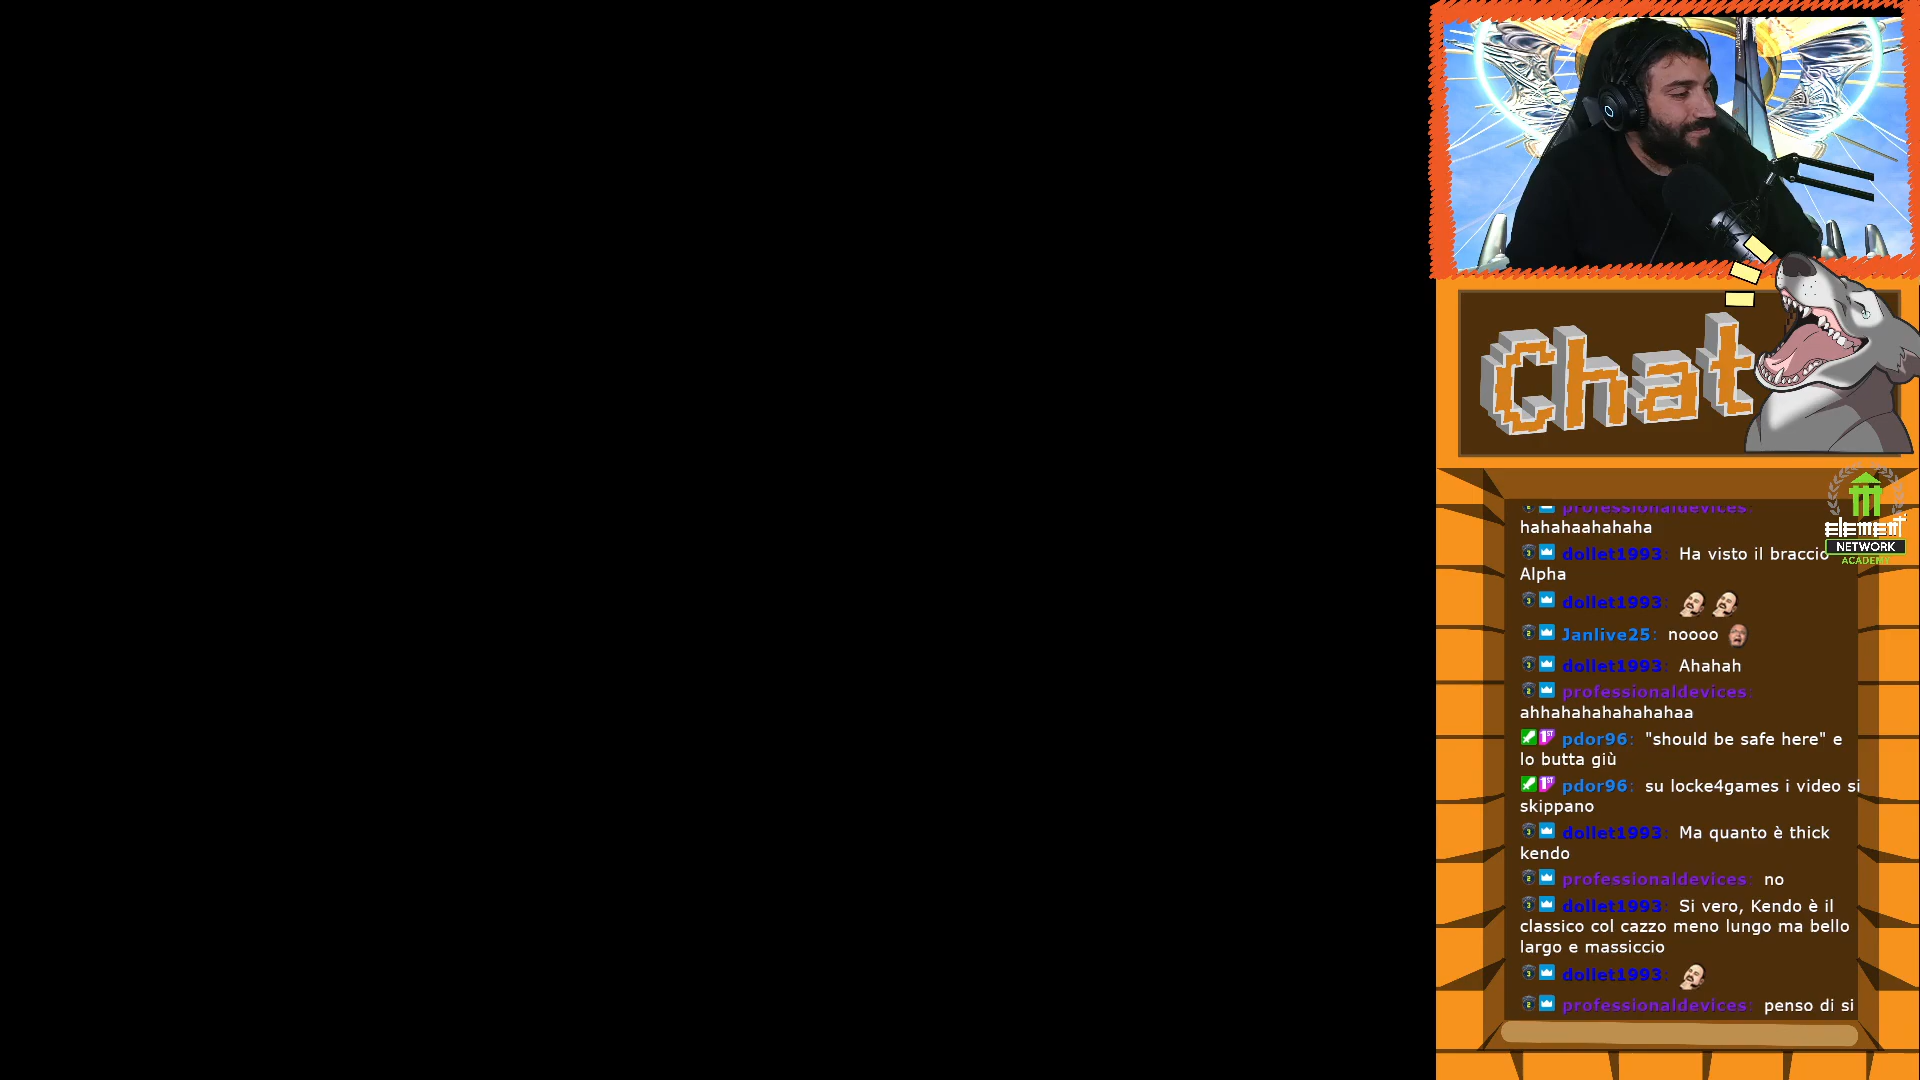 Chat
element
NETWORK
ACADEMY
professionaldevices:
hahahaahahaha
dollet1993: Ha visto il braccio
Alpha
dollet1993:
Janlive25: noooo
dollet1993: Ahahah
professionaldevices:
ahhahahahahahahaa
pdor96: "should be safe here" e
lo butta giù
pdor96: su locke4games i video si
skippano
dollet1993: Ma quanto è thick
kendo
professionaldevices: no
dollet1993: Si vero, Kendo è il
classico col cazzo meno lungo ma bello
largo e massiccio
dollet1993:
professionaldevices: penso di si